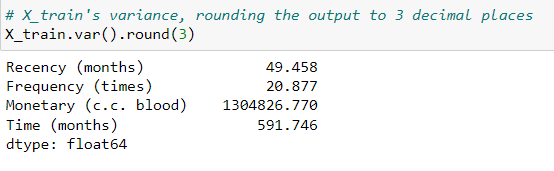 # X_train's variance, rounding the output to 3 decimal places
X_train.var().round(3)
Recency (months) 49.458
Frequency (times) 20.877
Monetary (c.c. blood) 1304826.770
Time (months) 591.746
dtype: float64